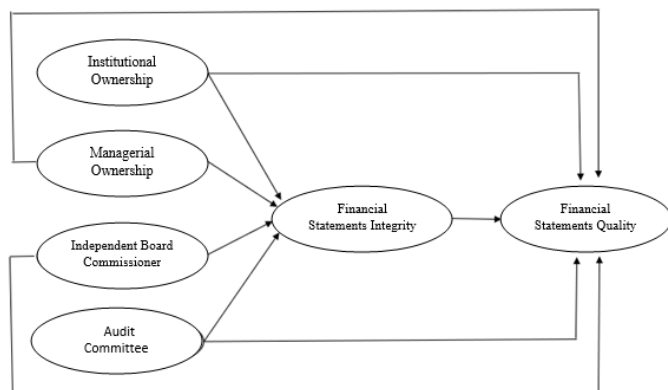 Institutional
Ownership
Managerial
Ownership
Independent Board
Commissioner
Audit
Committee
Financial
Statements Integrity
Financial
Statements Quality